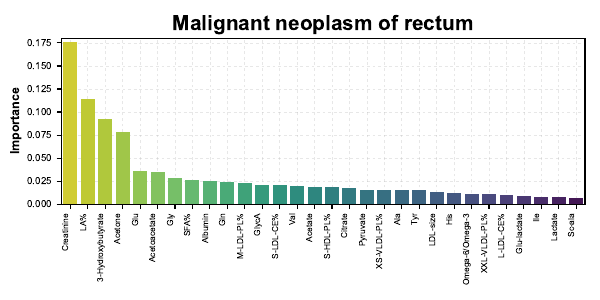 Malignant neoplasm of rectum
Importance
0.175
0.150
0.125
0.100
0.075
0.050
0.025
0.000
Creatinine
LA%
3-Hydroxybutyrate
Acetone
Glu
Acetoacetate
Gly
SFA%
Albumin
Gln
M-LDL-PL%
GlycA
S-LDL-CE%
Val
Acetate
S-HDL-PL%
Citrate
Pyruvate
XS-VLDL-PL%
Ala
Tyr
LDL-size
His
Omega-6/Omega-3
XXL-VLDL-PL%
L-LDL-CE%
Glu-lactate
Ile
Lactate
Sc-ala